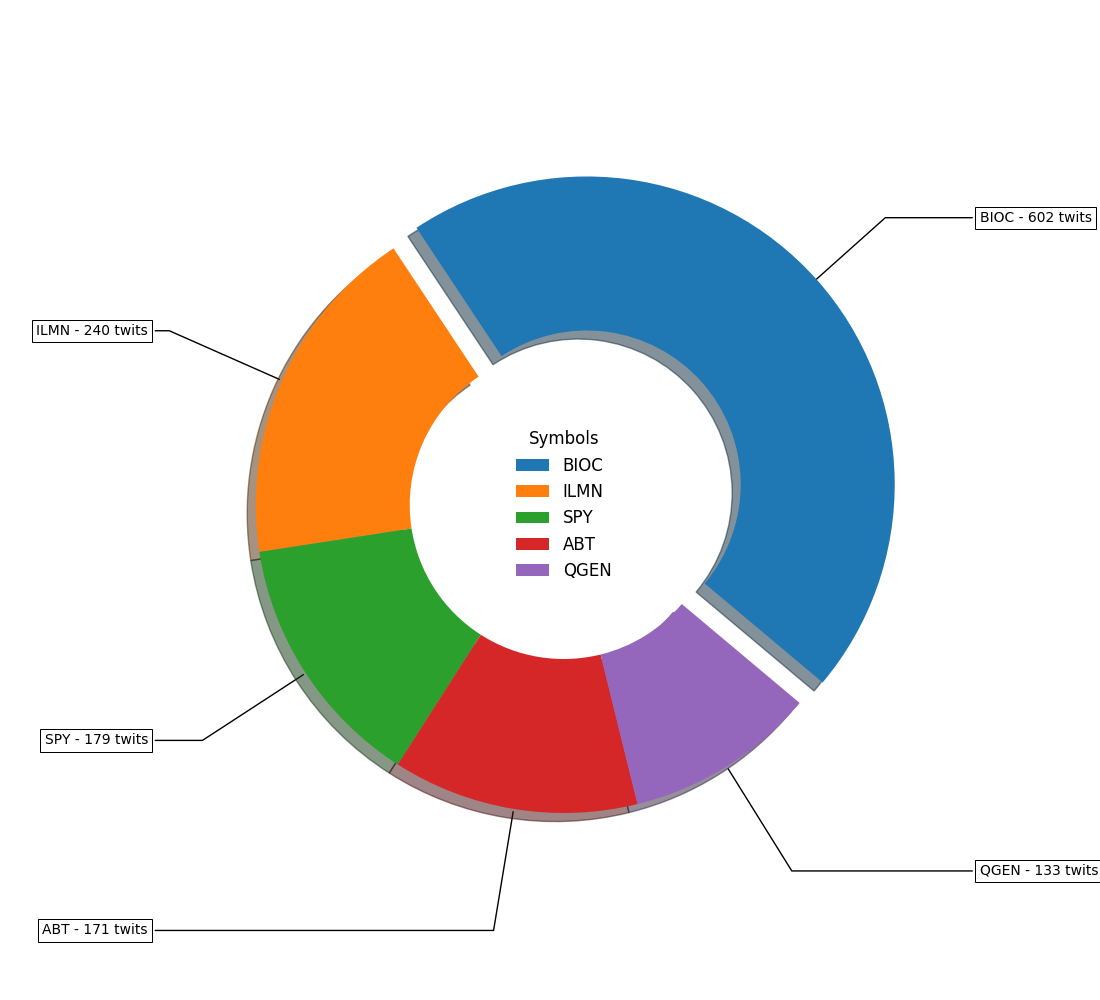 BIOC - 602 twits
ILMN - 240 twits
Symbols
BIOC
ILMN
SPY
ABT
QGEN
SPY - 179 twits
QGEN - 133 twits
ABT - 171 twits